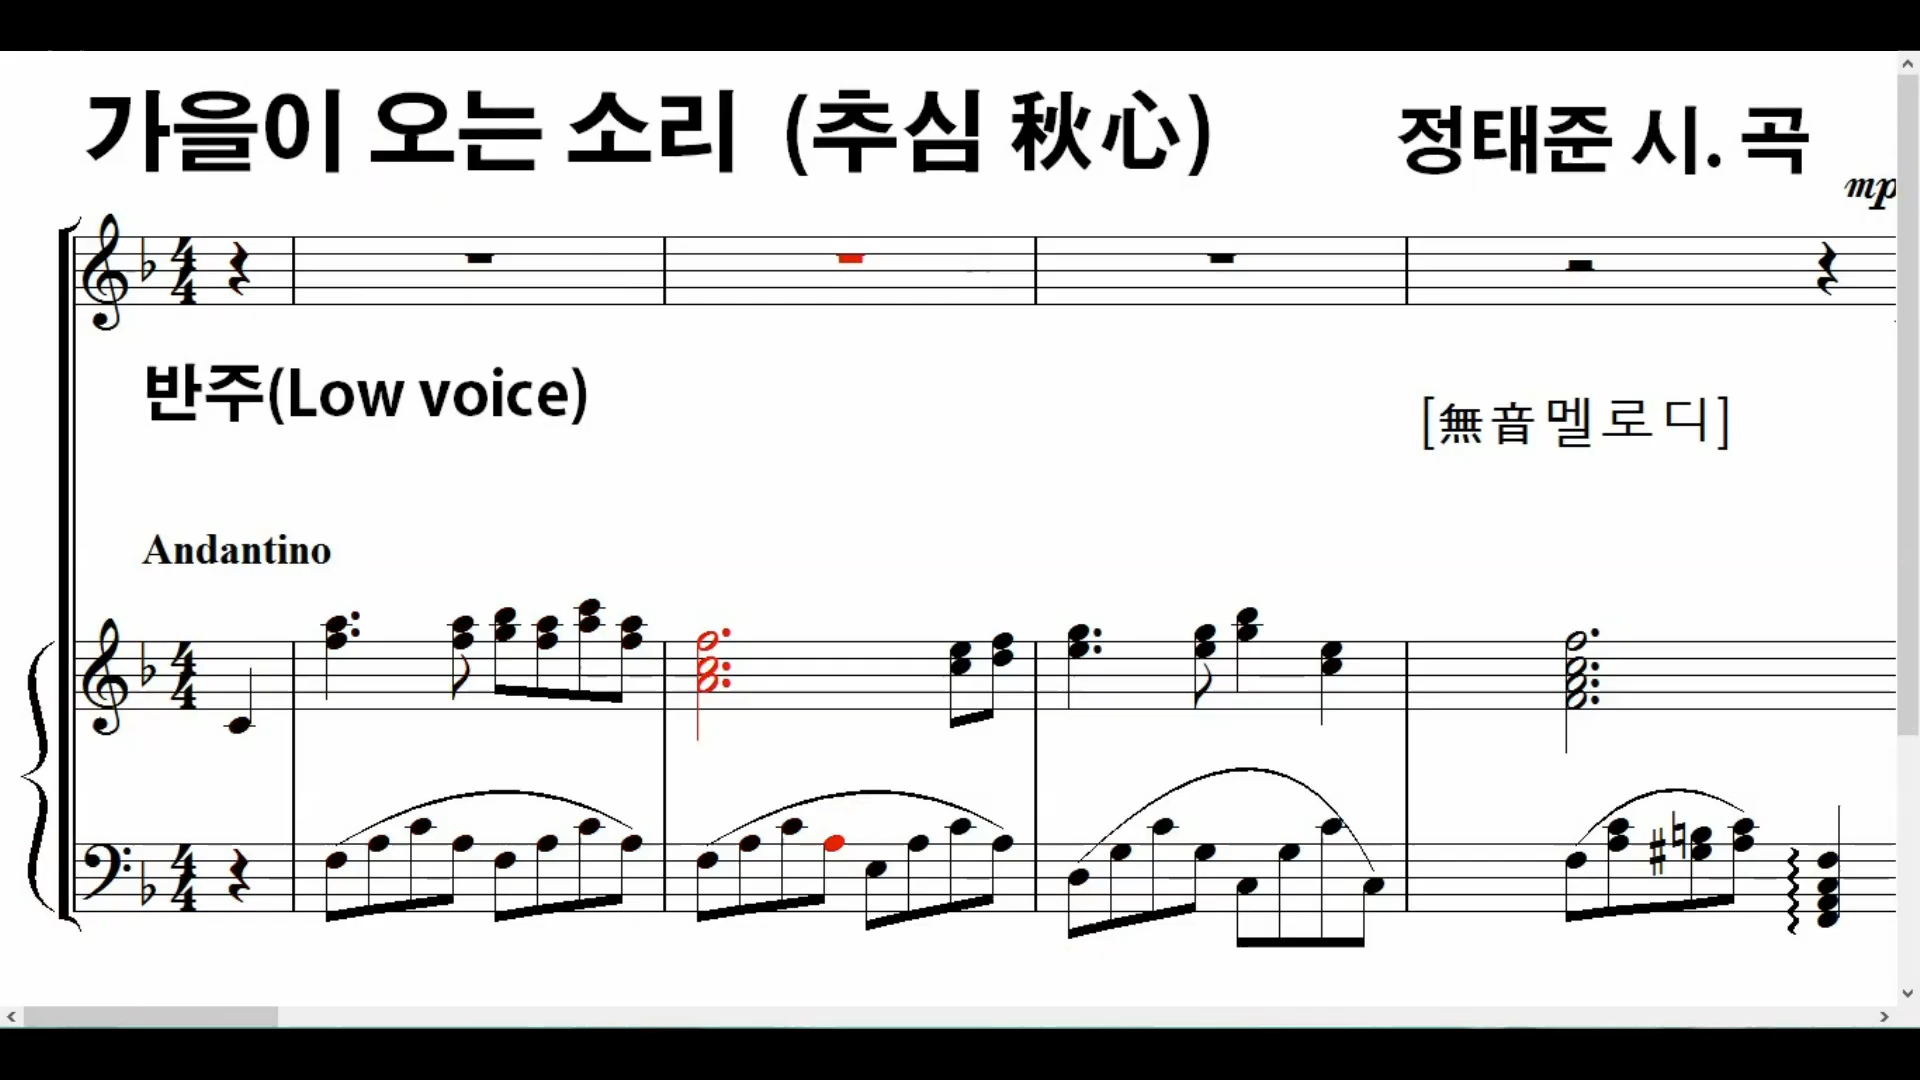 가을이 오는 소리 (추심 秋心) 정태준 시. 곡
mp
반주(Low voice)
[無音멜로디]
Andantino